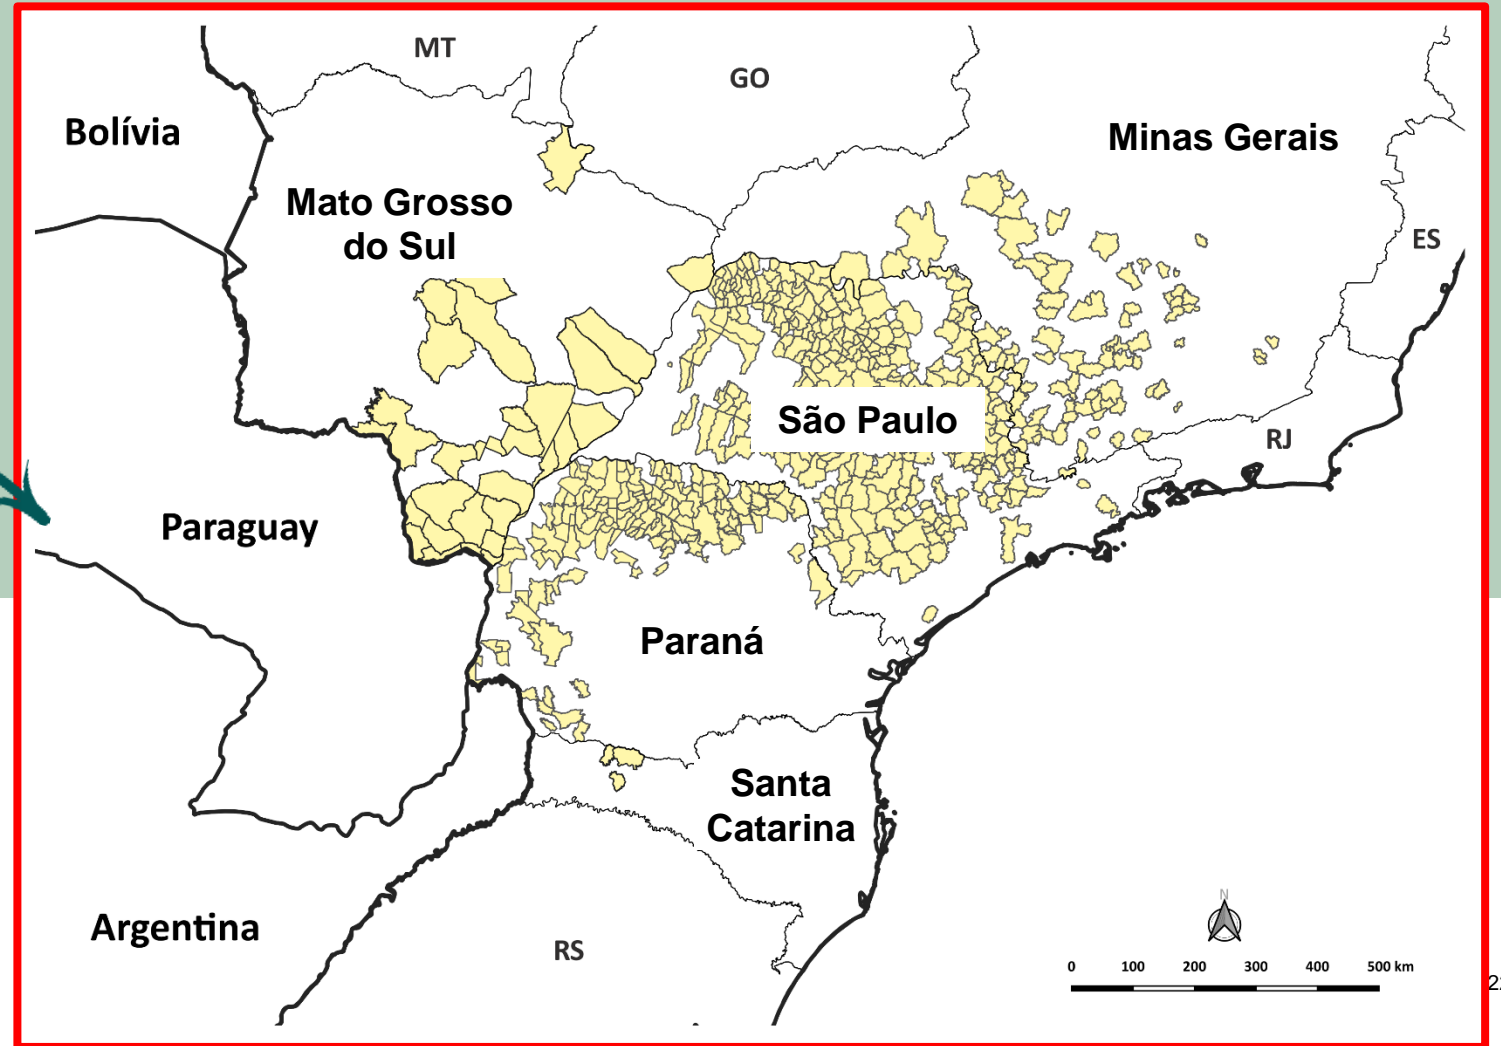 MT
GO
Bolívia
Minas Gerais
Mato Grosso
do Sul
ES
São Paulo
RJ
Paraguay
Paraná
Santa
Catarina
Argentina
RS
N
0 100 200 300 400 500 km